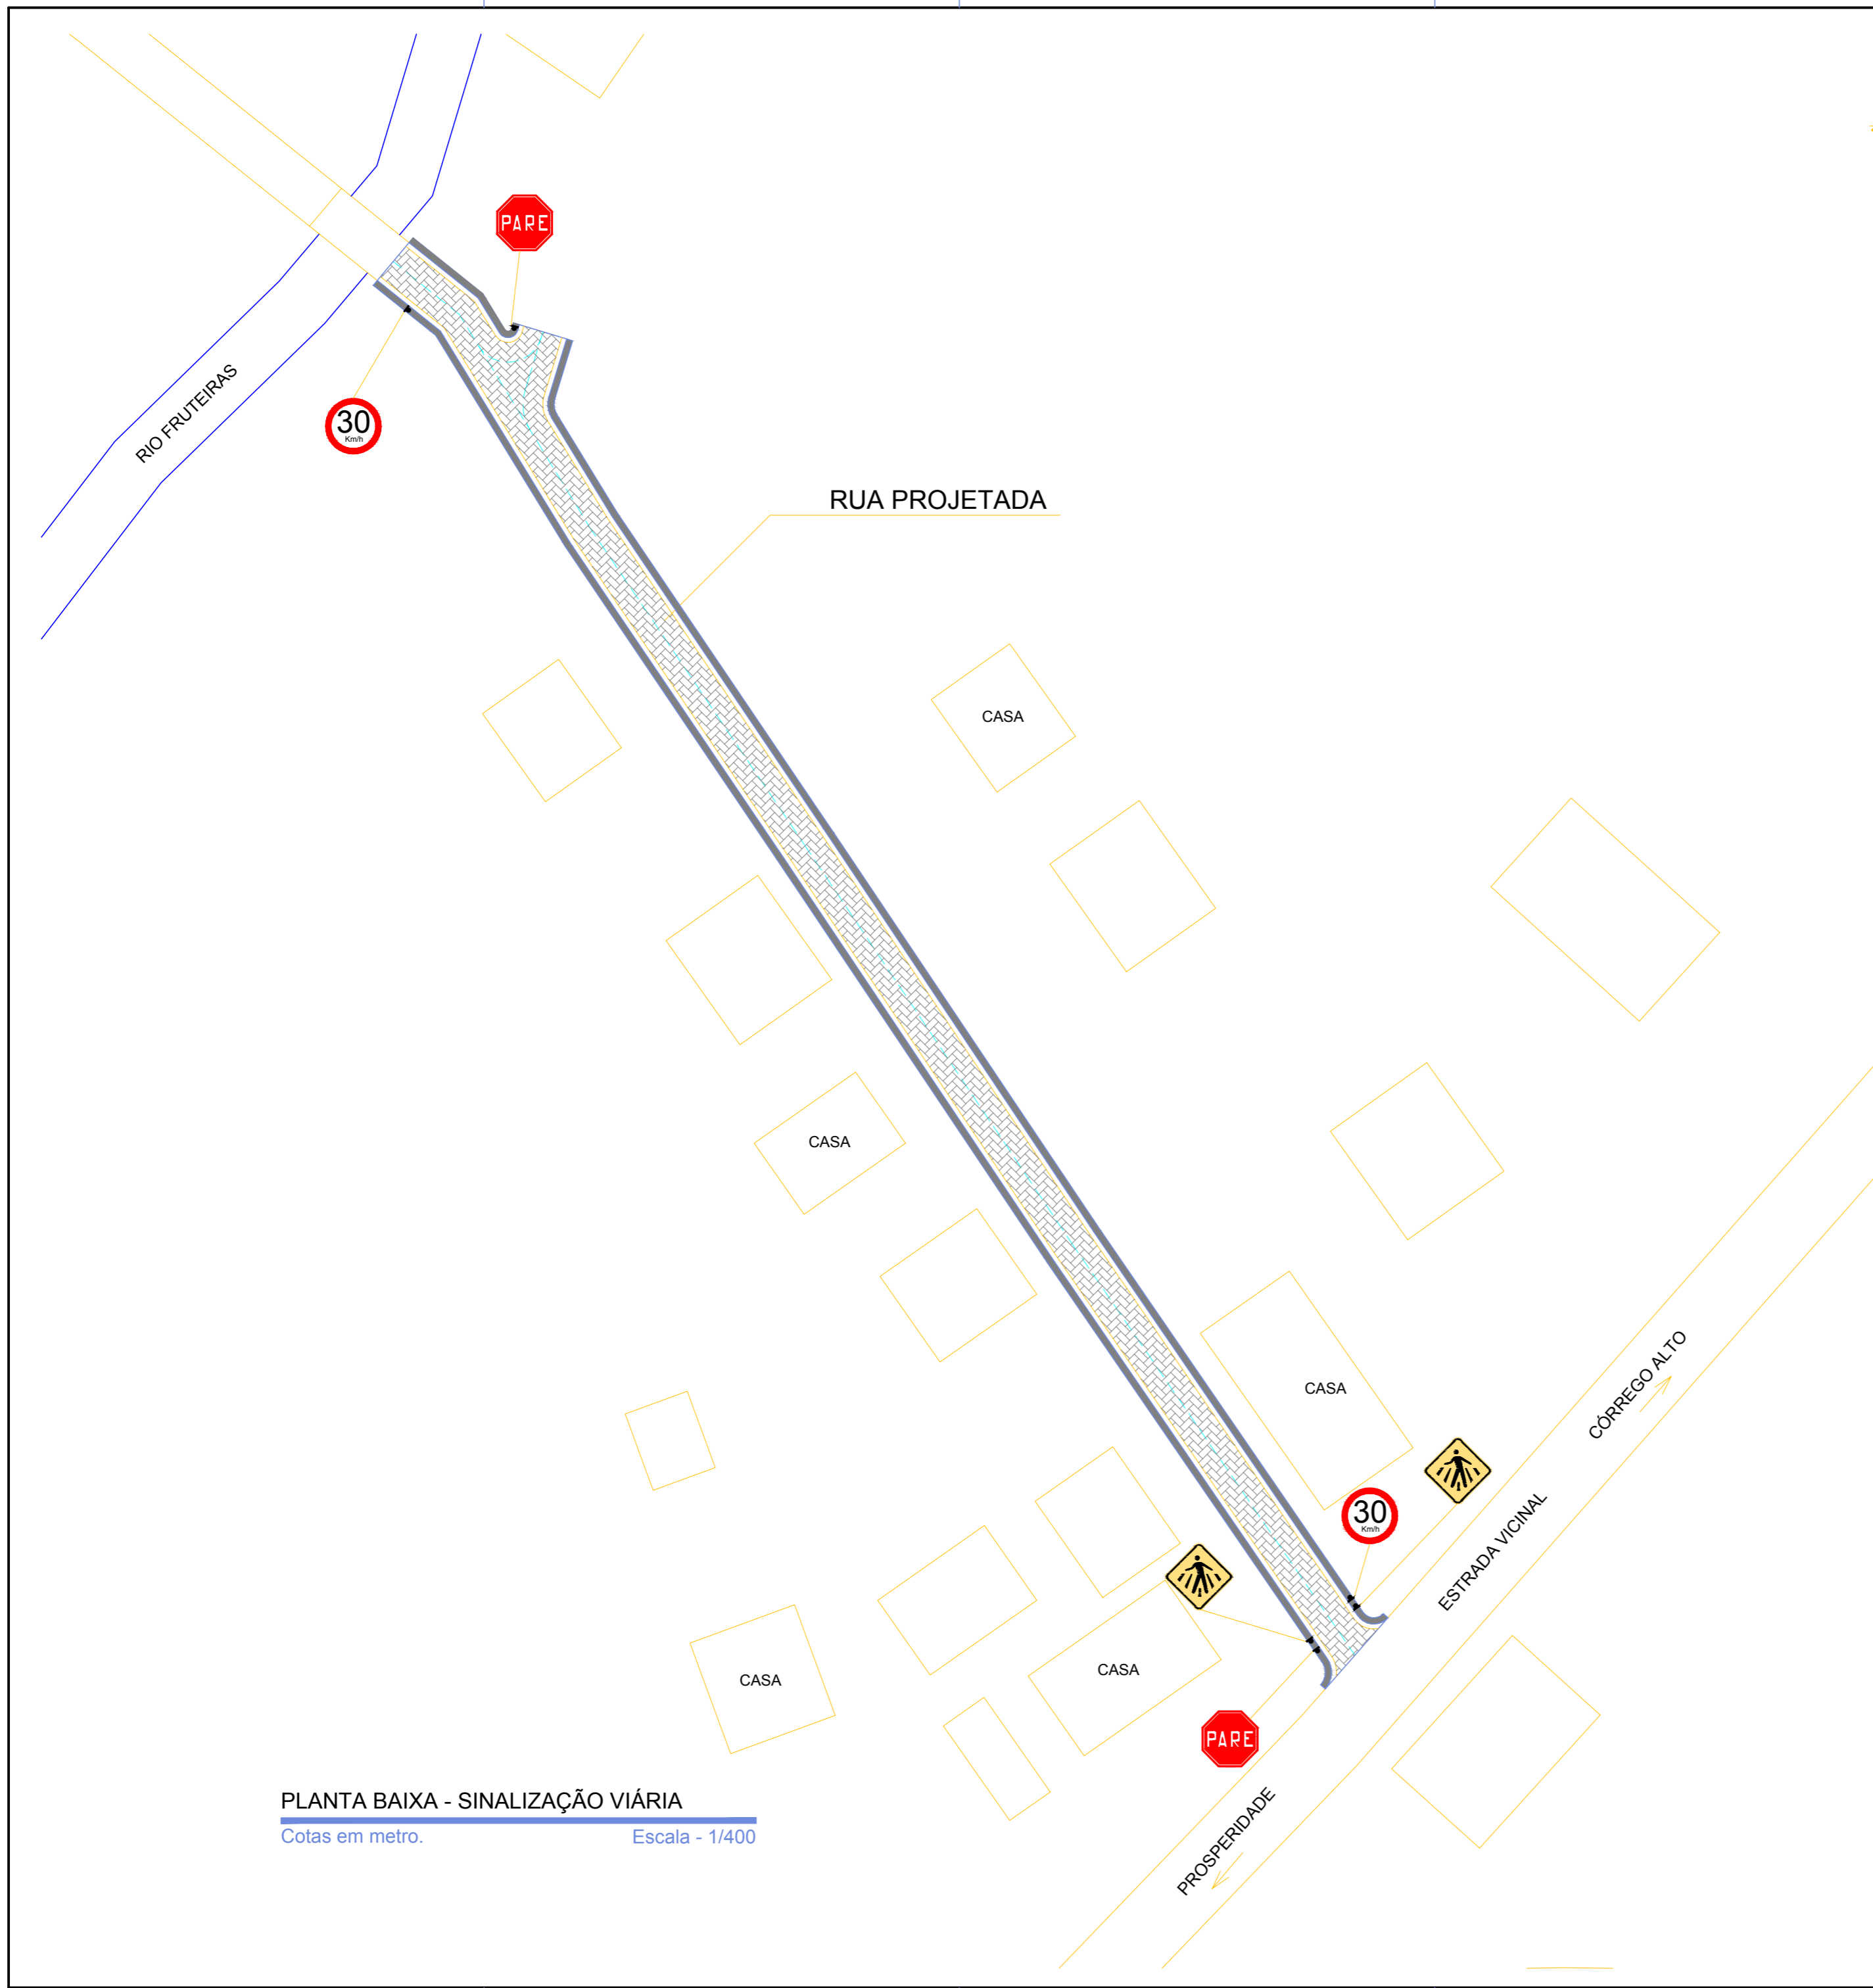 PARE
30
Km/h
RIO FRUTEIRAS
RUA PROJETADA
CASA
CASA
CASA
CÓRREGO ALTO
30
Km/h
ESTRADA VICINAL
CASA
CASA
PARE
PROSPERIDADE
PLANTA BAIXA - SINALIZAÇÃO VIÁRIA
Cotas em metro.
Escala - 1/400